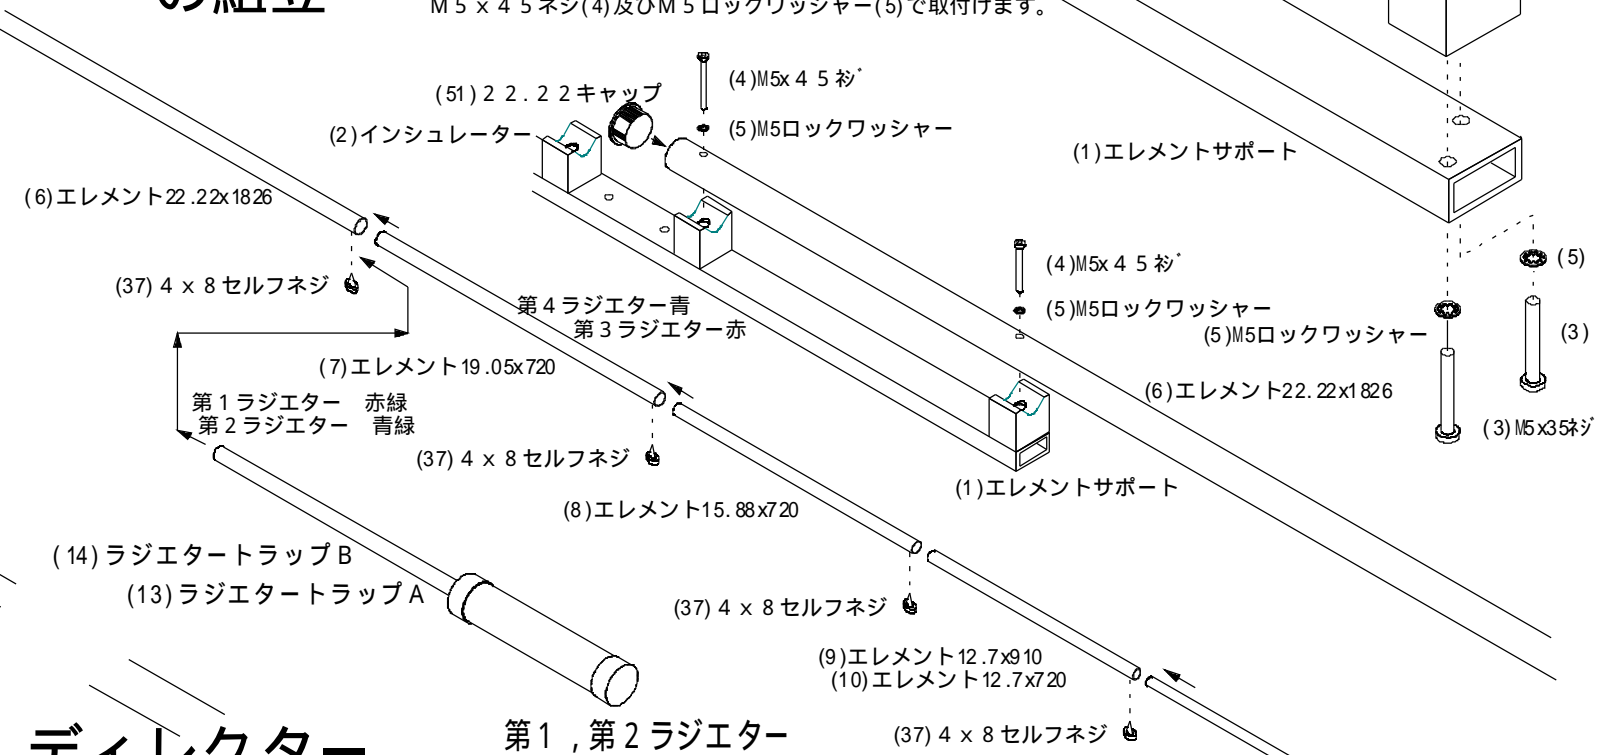 の組立
M5x45ネジ(4)及びM5ロックワッシャー(5)で取付けます。
(4)M5x45ﾈｼﾞ
(51)22.22キャップ
(5)M5ロックワッシャー
(2)インシュレーター
(1)エレメントサポート
(6)エレメント22.22x1826
(5)
(4)M5x45ﾈｼﾞ
(37)4x8セルフネジ
第4ラジエター青
(5)M5ロックワッシャー
第3ラジエター赤
(5)M5ロックワッシャー
(3)
(7)エレメント19.05x720
(6)エレメント22.22x1826
第1ラジエター 赤緑
第2ラジエター 青緑
(3)M5x35ﾈｼﾞ
(37)4x8セルフネジ
(1)エレメントサポート
(8)エレメント15.88x720
(14)ラジエタートラップB
(13)ラジエタートラップA
(37)4x8セルフネジ
(9)エレメント12.7x910
(10)エレメント12.7x720
ディレクター
第1,第2ラジエター
(37)4x8セルフネジ